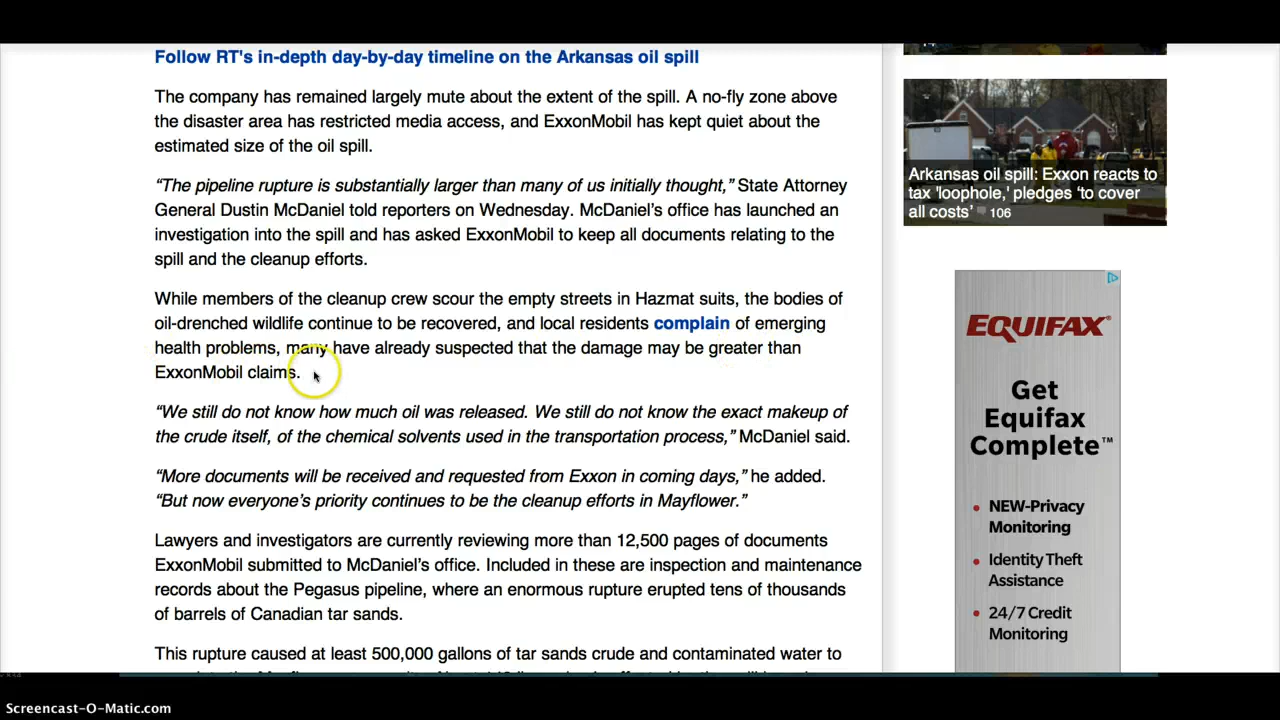 Follow RT's in-depth day-by-day timeline on the Arkansas oil spill
The company has remained largely mute about the extent of the spill. A no-fly zone above
the disaster area has restricted media access, and ExxonMobil has kept quiet about the
estimated size of the oil spill.
“The pipeline rupture is substantially larger than many of us initially thought,” State Attorney
General Dustin McDaniel told reporters on Wednesday. McDaniel’s office has launched an
investigation into the spill and has asked ExxonMobil to keep all documents relating to the
spill and the cleanup efforts.
While members of the cleanup crew scour the empty streets in Hazmat suits, the bodies of
oil-drenched wildlife continue to be recovered, and local residents complain of emerging
health problems, many have already suspected that the damage may be greater than
ExxonMobil claims.
“We still do not know how much oil was released. We still do not know the exact makeup of
the crude itself, of the chemical solvents used in the transportation process,” McDaniel said.
“More documents will be received and requested from Exxon in coming days,” he added.
“But now everyone’s priority continues to be the cleanup efforts in Mayflower.”
Lawyers and investigators are currently reviewing more than 12,500 pages of documents
ExxonMobil submitted to McDaniel’s office. Included in these are inspection and maintenance
records about the Pegasus pipeline, where an enormous rupture erupted tens of thousands
of barrels of Canadian tar sands.
This rupture caused at least 500,000 gallons of tar sands crude and contaminated water to
Arkansas oil spill: Exxon reacts to
tax 'loophole,' pledges ‘to cover
all costs’ 106
EQUIFAX®
Get
Equifax
Complete™
NEW-Privacy
Monitoring
Identity Theft
Assistance
24/7 Credit
Monitoring
Screencast-O-Matic.com